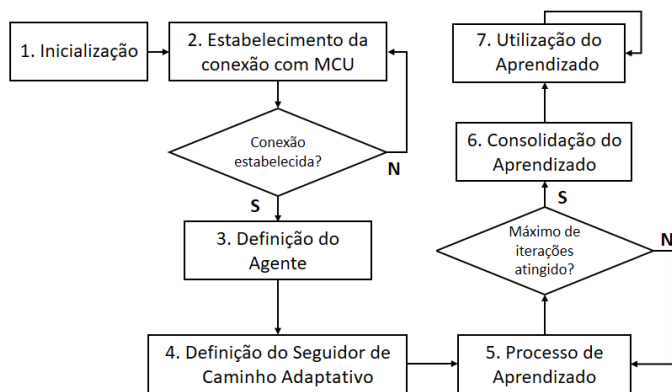 1. Inicialização
2. Estabelecimento da
conexão com MCU
Conexão
estabelecida?
N
S
3. Definição do
Agente
4. Definição do Seguidor de
Caminho Adaptativo
5. Processo de
Aprendizado
Máximo de
iterações
atingido?
N
S
6. Consolidação do
Aprendizado
7. Utilização do
Aprendizado